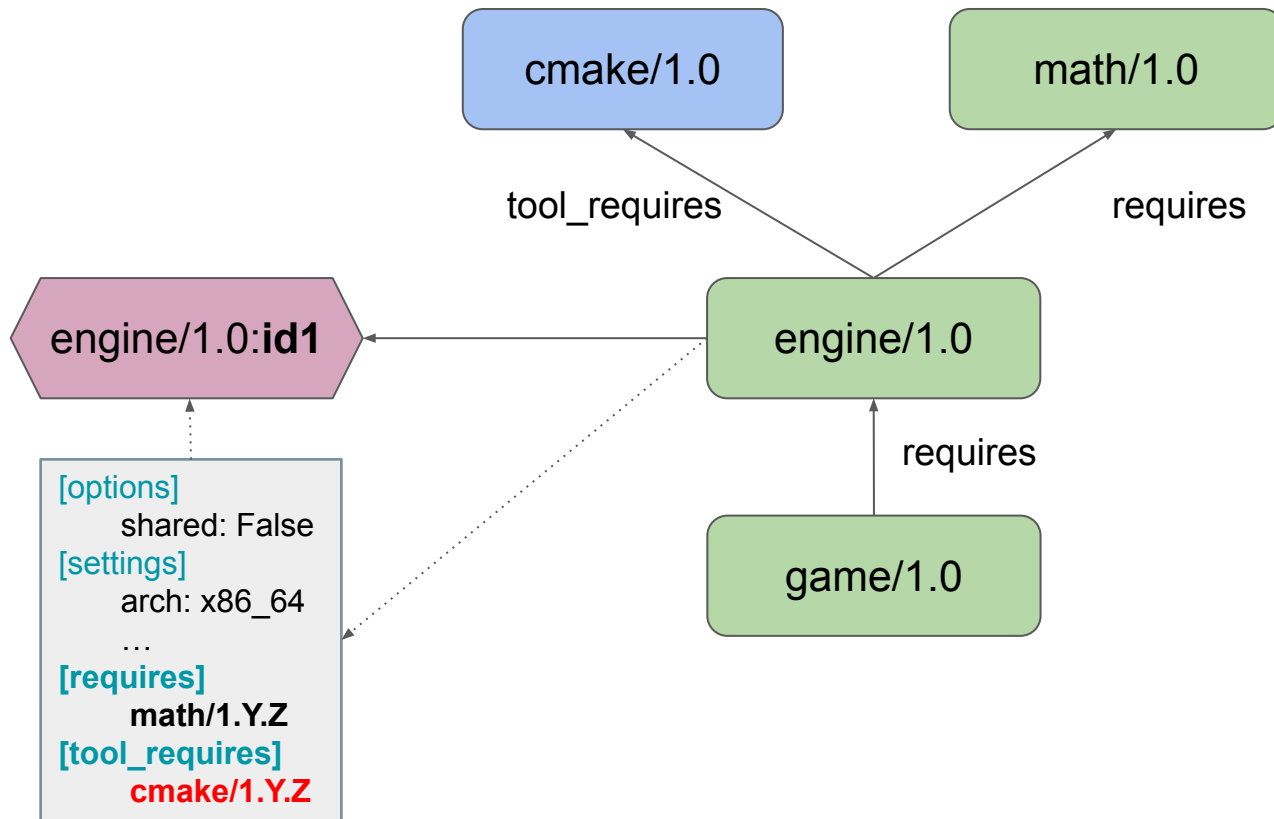 cmake/1.0
math/1.0
tool_requires
requires
engine/1.0:id1
engine/1.0
requires
game/1.0
[options]
shared: False
[settings]
arch: x86_64
…
[requires]
math/1.Y.Z
[tool_requires]
cmake/1.Y.Z